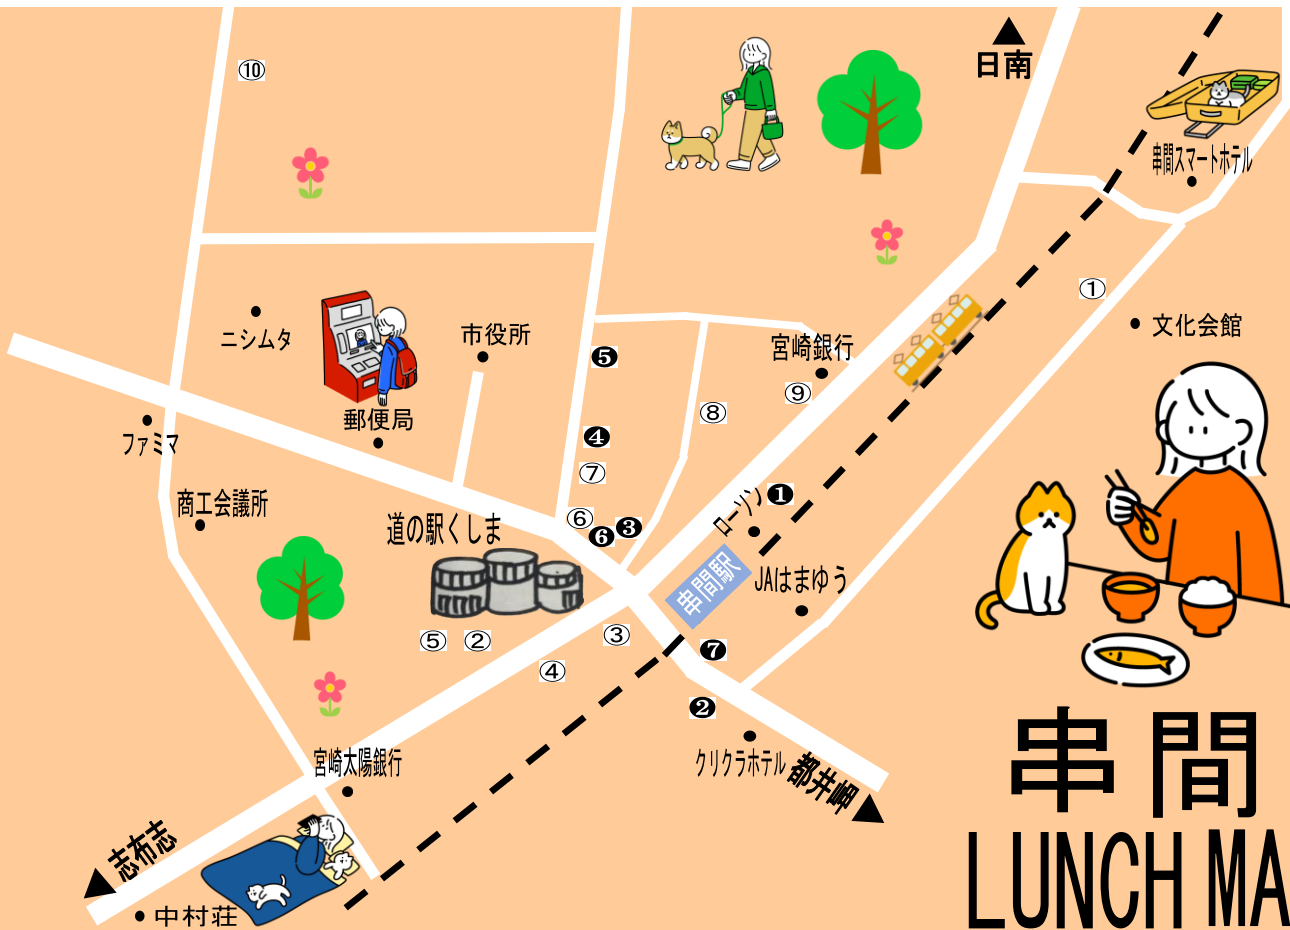 ⑩
日南
串間スマートホテル
①
ニシムタ
市役所
文化会館
❺
宮崎銀行
⑨
郵便局
⑧
ファミマ
❹
⑦
商工会議所
ローソン
❶
道の駅くしま
⑥
❻
❸
串間駅
JAはまゆう
⑤
②
③
④
❼
❷
宮崎太陽銀行
クリクラホテル
都井岬
志布志
中村荘
串間
LUNCH MA